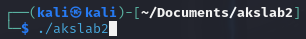 ┌──(kali㉿kali)-[~/Documents/akslab2]
└─$ ./akslab2